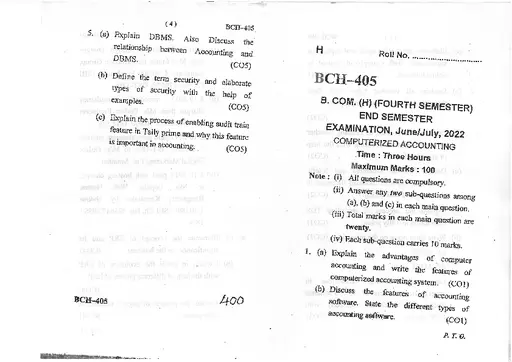 ( 4 )
BCH-405
5. (a) Explain DBMS. Also Discuss the
relationship between Accounting and
DBMS. (CO5)
(b) Define the term security and elaborate
types of security with the help of
examples. (CO5)
(c) Explain the process of enabling audit train
feature in Tally prime and why this feature
is important in accounting. (CO5)
BCH-405
400
H
Roll No. ..............................
BCH-405
B. COM. (H) (FOURTH SEMESTER)
END SEMESTER
EXAMINATION, June/July, 2022
COMPUTERIZED ACCOUNTING
Time : Three Hours
Maximum Marks : 100
Note : (i) All questions are compulsory.
(ii) Answer any two sub-questions among
(a), (b) and (c) in each main question.
(iii) Total marks in each main question are
twenty.
(iv) Each sub-question carries 10 marks.
1. (a) Explain the advantages of computer
accounting and write the features of
computerized accounting system. (CO1)
(b) Discuss the features of accounting
software. State the different types of
accounting software. (CO1)
P. T. O.